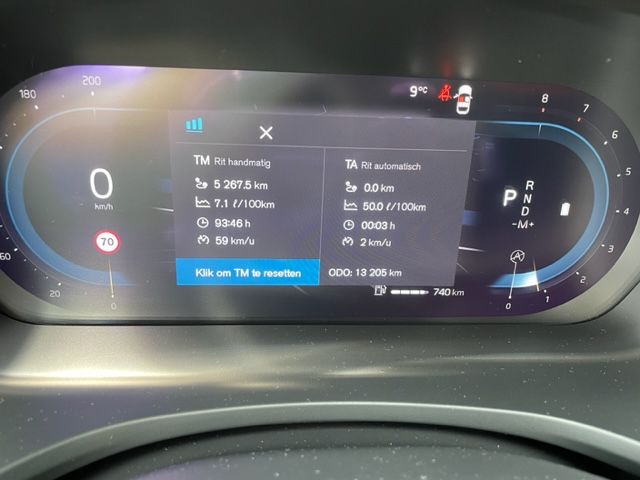 180
200
9°C
8
7
6
5
4
3
2
1
0
60
20
0
0
km/h
70
TM Rit handmatig
5 267.5 km
7.1 ℓ/100km
93:46 h
59 km/u
Klik om TM te resetten
TA Rit automatisch
0.0 km
50.0 ℓ/100km
00:03 h
2 km/u
ODO: 13 205 km
740 km
P
R
N
D
-M+
A